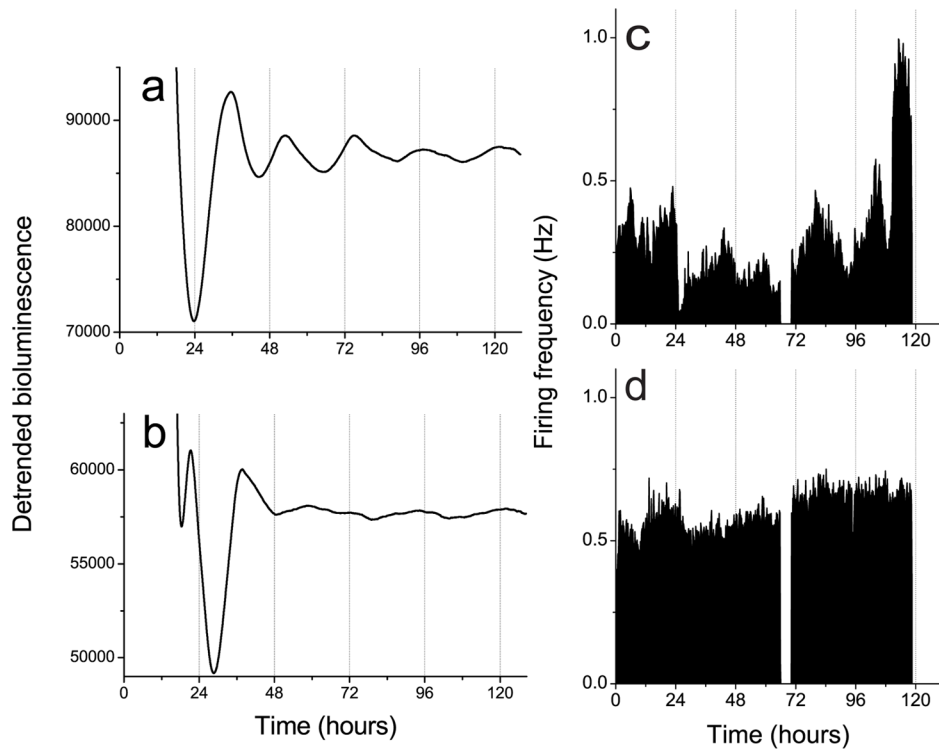 a
90000
80000
70000
0 24 48 72 96 120
b
60000
55000
50000
0 24 48 72 96 120
Detrended bioluminescence
Time (hours)
c
1.0
0.5
0.0
0 24 48 72 96 120
d
1.0
0.5
0.0
0 24 48 72 96 120
Firing frequency (Hz)
Time (hours)